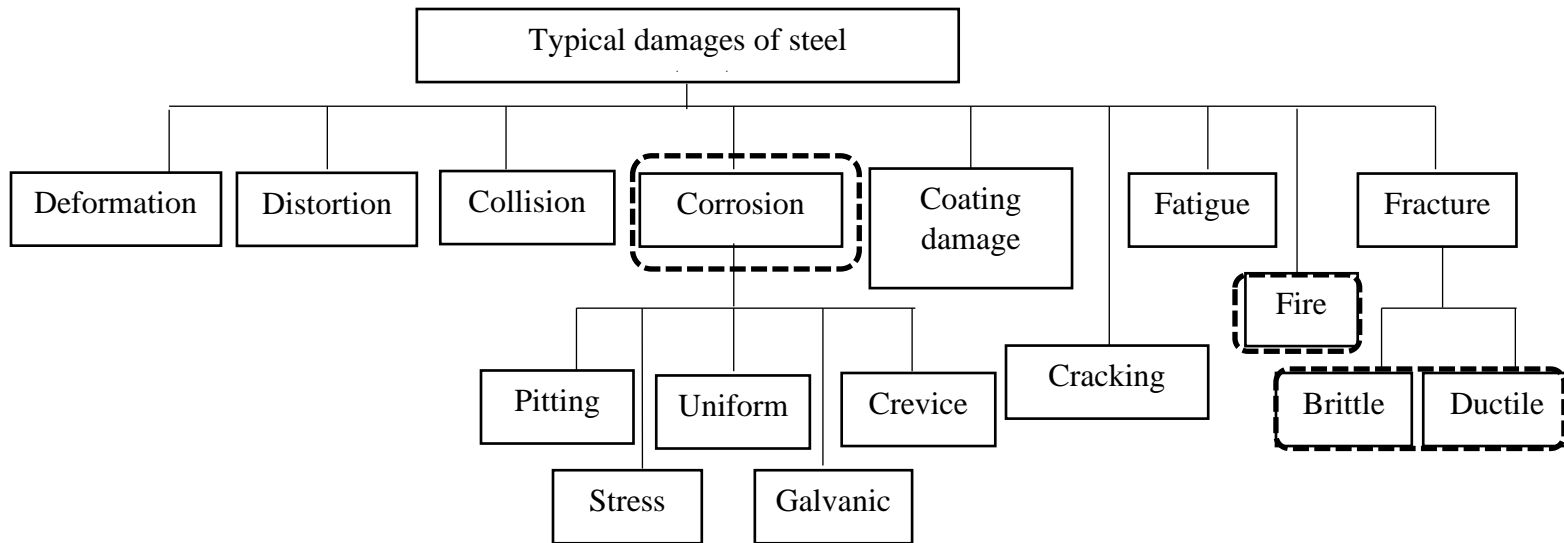 Typical damages of steel
Deformation
Distortion
Collision
Corrosion
Coating
damage
Fatigue
Fracture
Fire
Cracking
Pitting
Uniform
Crevice
Brittle
Ductile
Stress
Galvanic